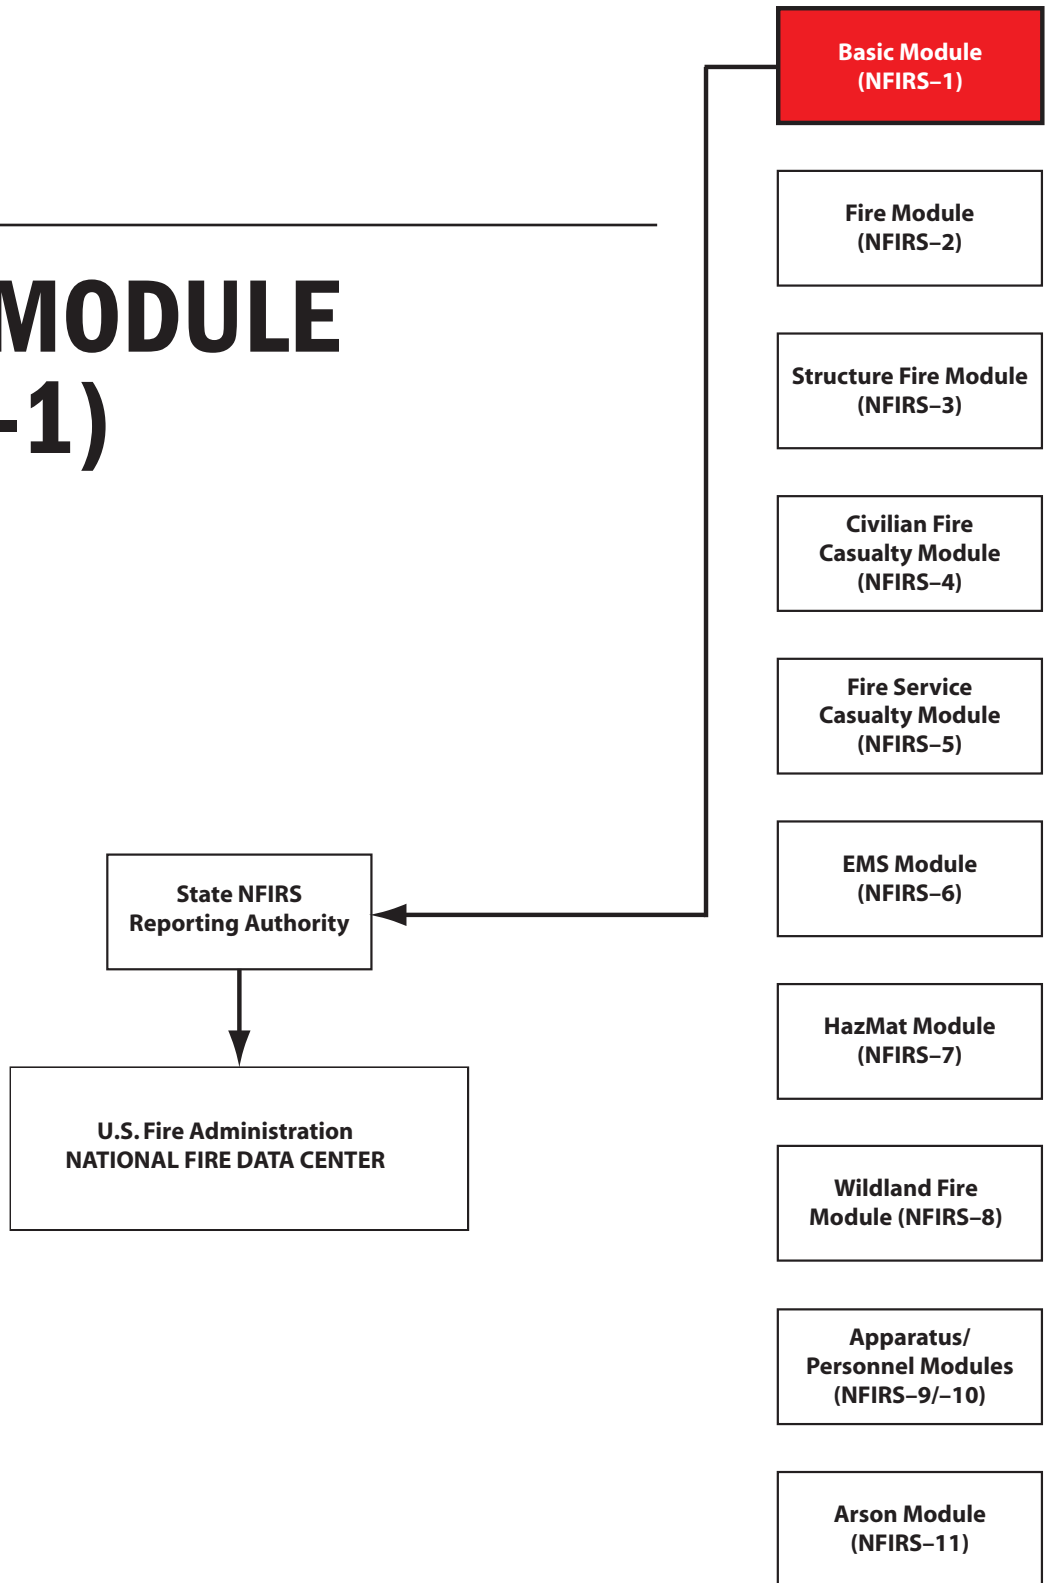 MODULE
-1)
Basic Module
(NFIRS–1)
Fire Module
(NFIRS–2)
Structure Fire Module
(NFIRS–3)
Civilian Fire
Casualty Module
(NFIRS–4)
Fire Service
Casualty Module
(NFIRS–5)
EMS Module
(NFIRS–6)
HazMat Module
(NFIRS–7)
Wildland Fire
Module (NFIRS–8)
Apparatus/
Personnel Modules
(NFIRS–9/–10)
Arson Module
(NFIRS–11)
State NFIRS
Reporting Authority
U.S. Fire Administration
NATIONAL FIRE DATA CENTER